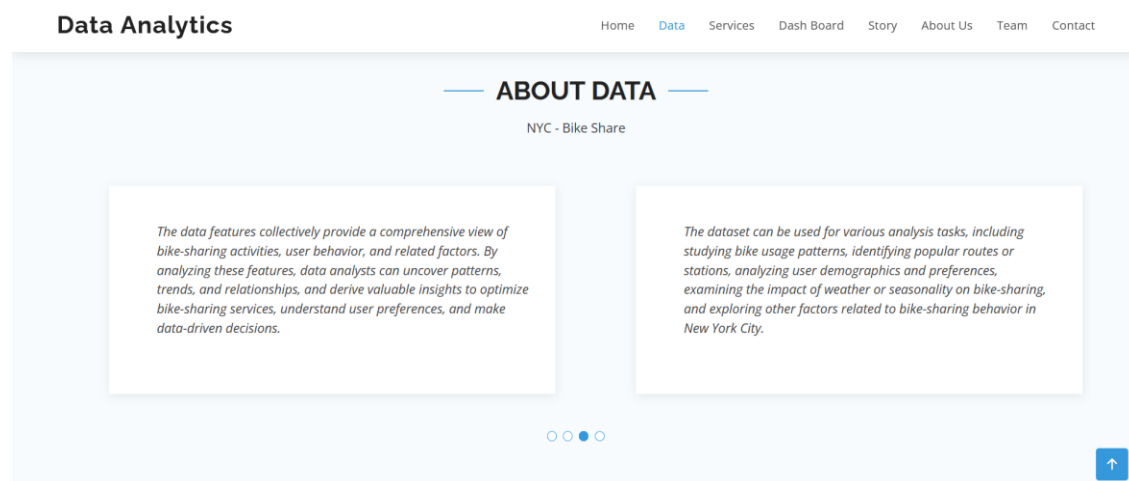 Data Analytics
Home Data Services Dash Board Story About Us Team Contact
ABOUT DATA
NYC - Bike Share
The data features collectively provide a comprehensive view of
bike-sharing activities, user behavior, and related factors. By
analyzing these features, data analysts can uncover patterns,
trends, and relationships, and derive valuable insights to optimize
bike-sharing services, understand user preferences, and make
data-driven decisions.
The dataset can be used for various analysis tasks, including
studying bike usage patterns, identifying popular routes or
stations, analyzing user demographics and preferences,
examining the impact of weather or seasonality on bike-sharing,
and exploring other factors related to bike-sharing behavior in
New York City.